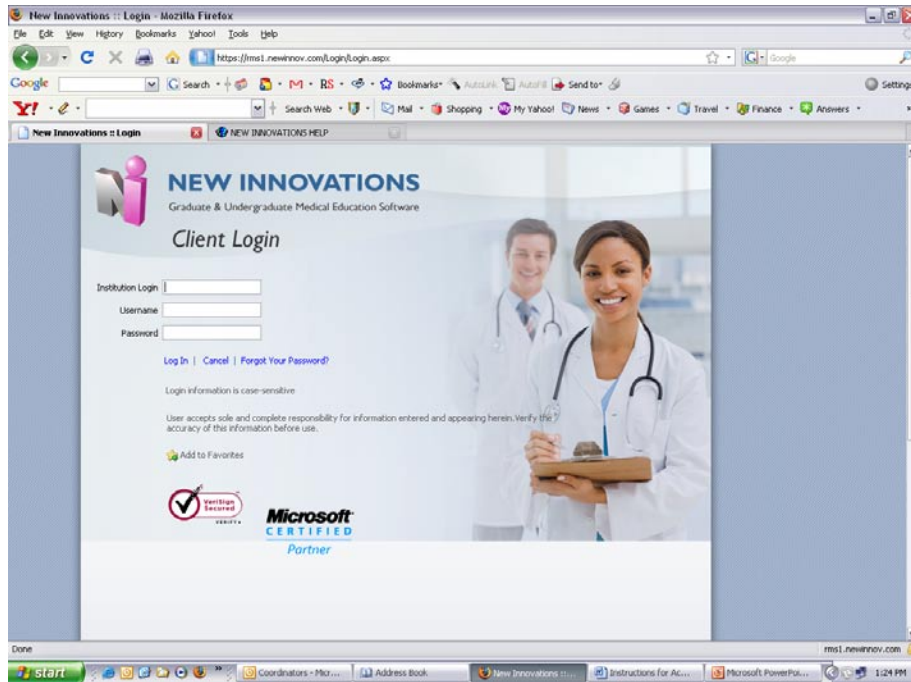 New Innovations :: Login - Mozilla Firefox
File Edit View History Bookmarks Yahoo! Tools Help
https://rms1.newinnov.com/Login/Login.aspx
Google
Google Search RS Bookmarks AutoLink AutoFill Send to Settings
Y! Search Web Mail Shopping My Yahoo! News Games Travel Finance Answers
New Innovations :: Login NEW INNOVATIONS HELP
NEW INNOVATIONS
Graduate & Undergraduate Medical Education Software
Client Login
Institution Login
Username
Password
Log In | Cancel | Forgot Your Password?
Login information is case-sensitive
User accepts sole and complete responsibility for information entered and appearing herein. Verify the
accuracy of this information before use.
Add to Favorites
VeriSign
Secured
VERIFY
Microsoft
CERTIFIED
Partner
Done rms1.newinnov.com
start Coordinators - Micr... Address Book New Innovations ::... Instructions for Ac... Microsoft PowerPoi... 1:24 PM